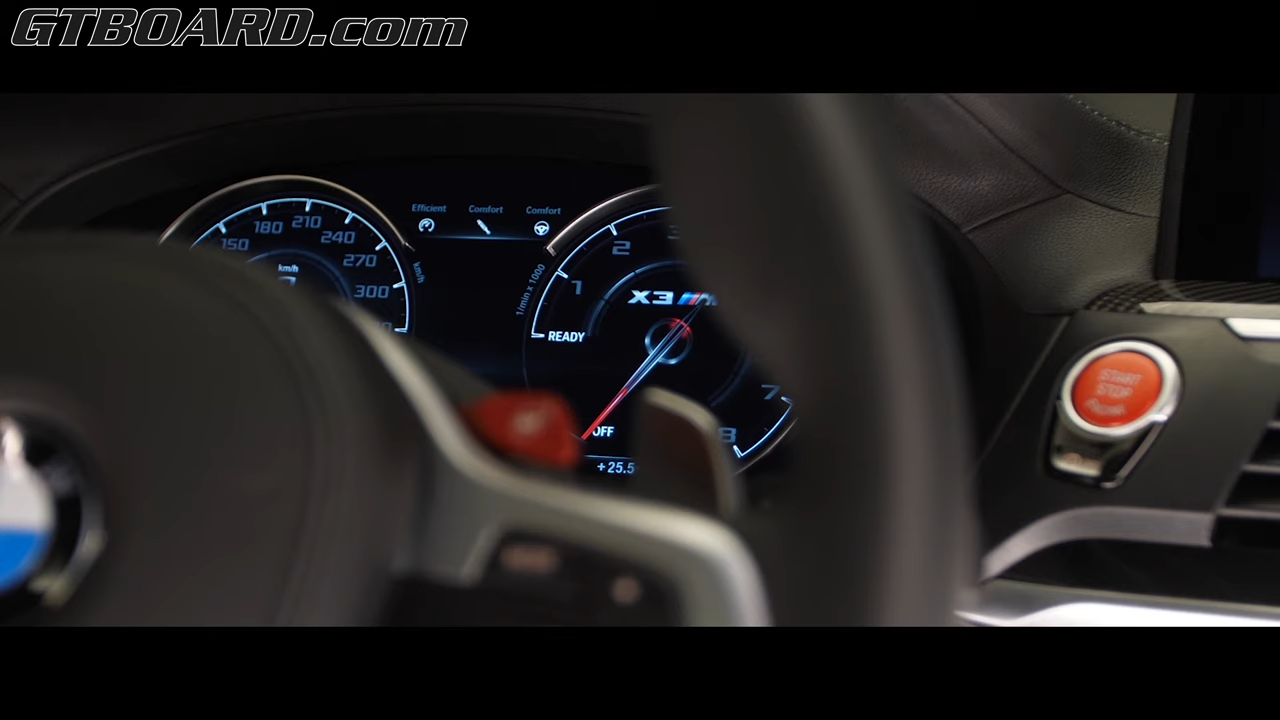 GTBOARD.com
Efficient Comfort Comfort
150 180 210 240 270 300
km/h
km/h
1/min x 1000
1 2 3
X3 M
READY
7
8
OFF
+25.5
START
STOP